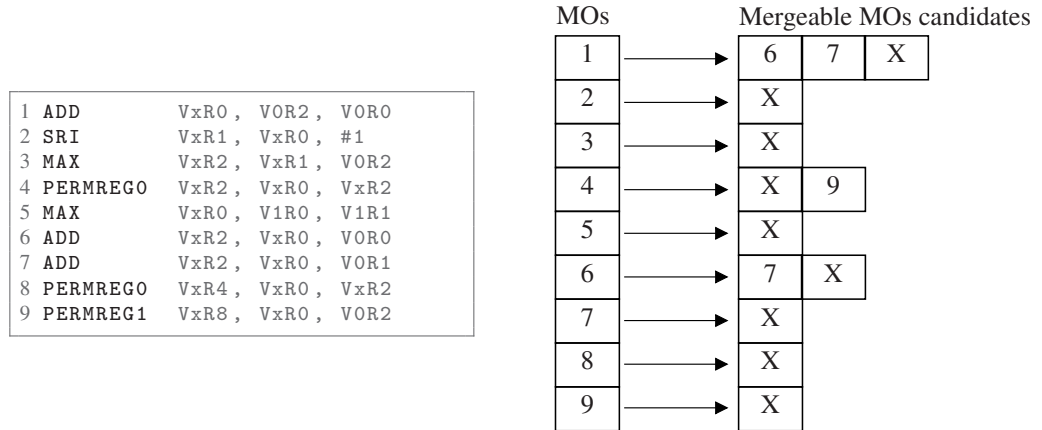 MOs Mergeable MOs candidates
1 ADD VxR0, V0R2, V0R0
2 SRI VxR1, VxR0, #1
3 MAX VxR2, VxR1, V0R2
4 PERMREG0 VxR2, VxR0, VxR2
5 MAX VxR0, V1R0, V1R1
6 ADD VxR2, VxR0, V0R0
7 ADD VxR2, VxR0, V0R1
8 PERMREG0 VxR4, VxR0, VxR2
9 PERMREG1 VxR8, VxR0, V0R2
1 6 7 X
2 X
3 X
4 X 9
5 X
6 7 X
7 X
8 X
9 X